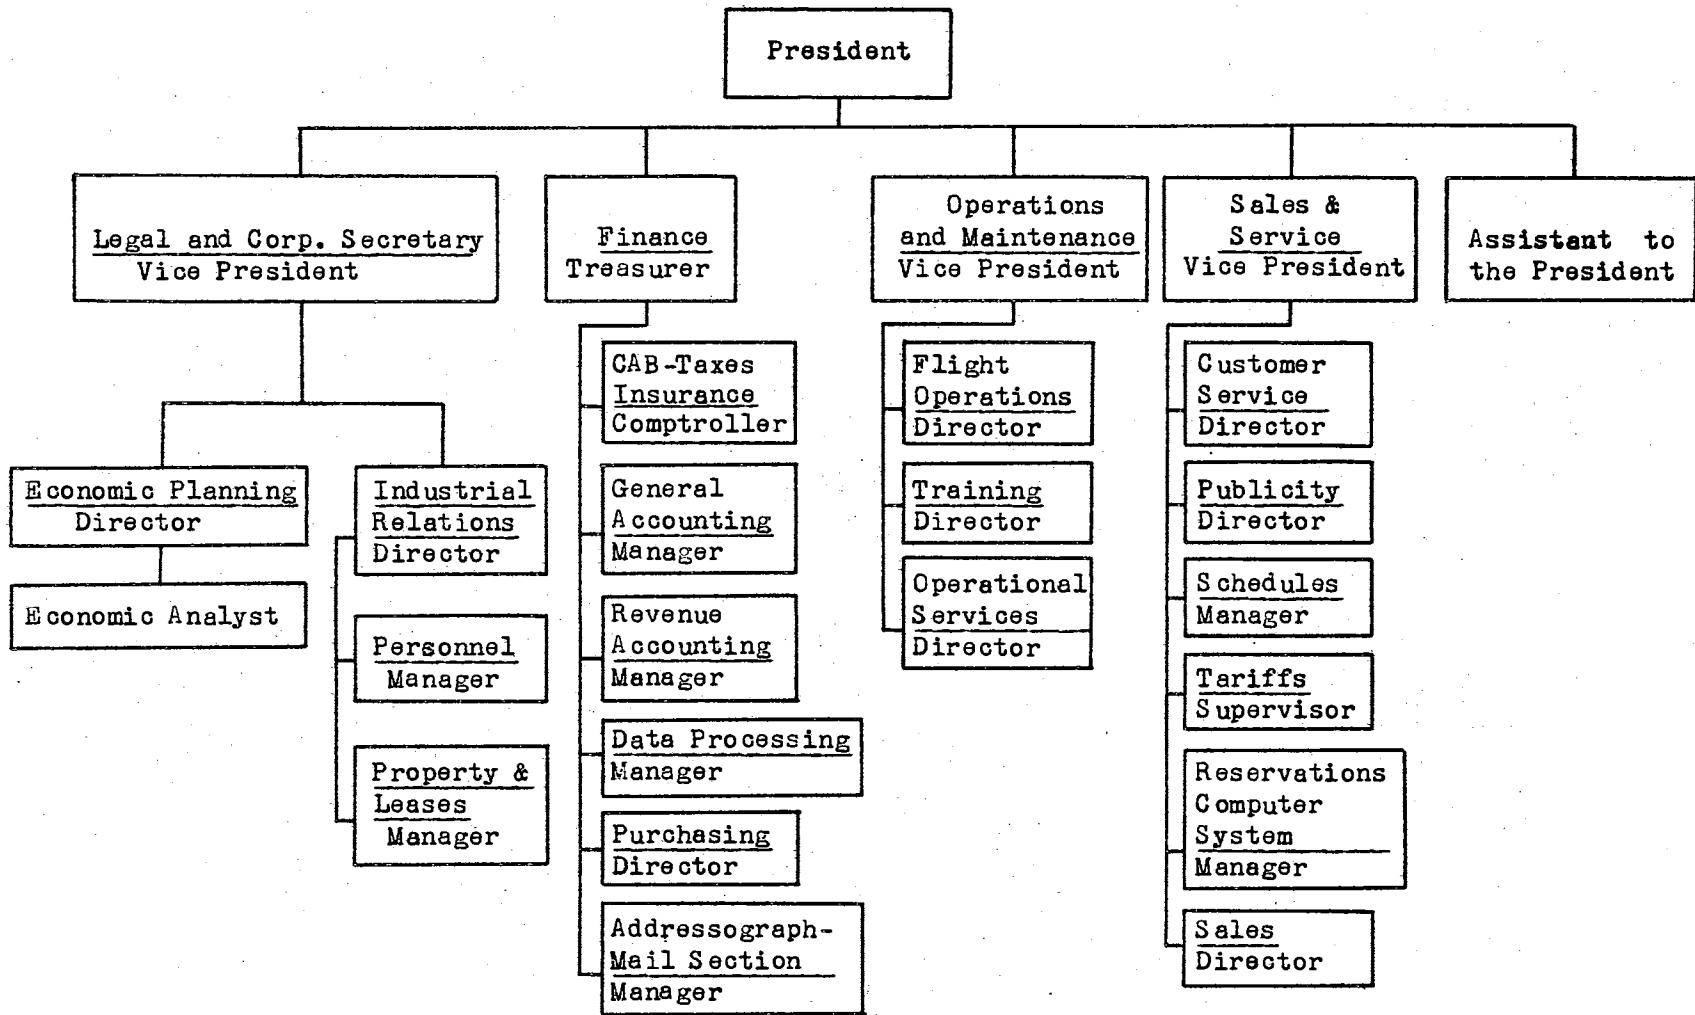 President
Legal and Corp. Secretary
Vice President
Finance
Treasurer
Operations
and Maintenance
Vice President
Sales &
Service
Vice President
Assistant to
the President
Economic Planning
Director
Economic Analyst
Industrial
Relations
Director
Personnel
Manager
Property &
Leases
Manager
CAB-Taxes
Insurance
Comptroller
General
Accounting
Manager
Revenue
Accounting
Manager
Data Processing
Manager
Purchasing
Director
Addressograph-
Mail Section
Manager
Flight
Operations
Director
Training
Director
Operational
Services
Director
Customer
Service
Director
Publicity
Director
Schedules
Manager
Tariffs
Supervisor
Reservations
Computer
System
Manager
Sales
Director